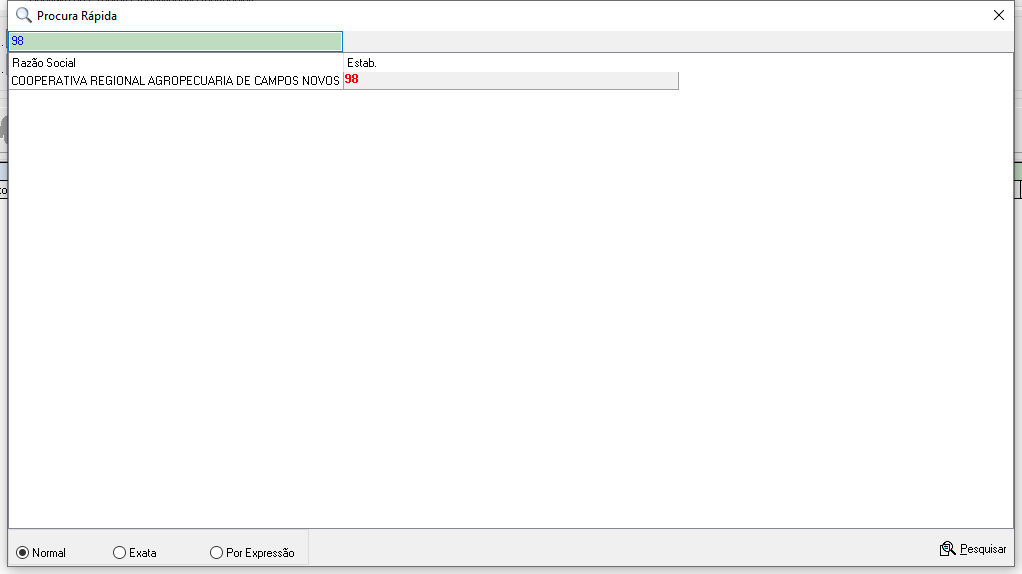 Procura Rápida
98
Razão Social Estab.
COOPERATIVA REGIONAL AGROPECUARIA DE CAMPOS NOVOS 98
Normal Exata Por Expressão Pesquisar